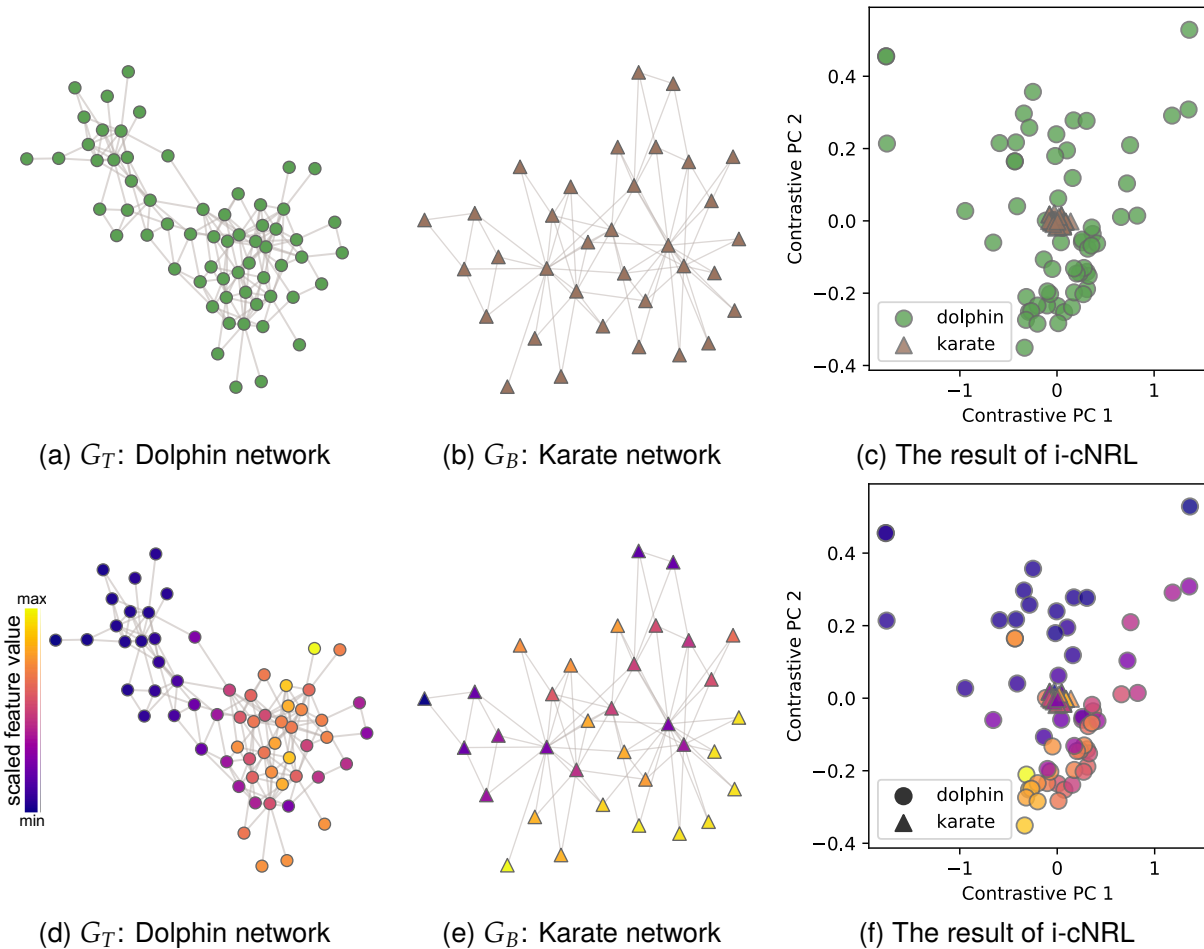 0.4
0.2
0.0
−0.2
−0.4
Contrastive PC 2
dolphin
karate
−1
0
1
Contrastive PC 1
(a) G_T: Dolphin network
(b) G_B: Karate network
(c) The result of i-cNRL
max
scaled feature value
min
0.4
0.2
0.0
−0.2
−0.4
Contrastive PC 2
dolphin
karate
−1
0
1
Contrastive PC 1
(d) G_T: Dolphin network
(e) G_B: Karate network
(f) The result of i-cNRL